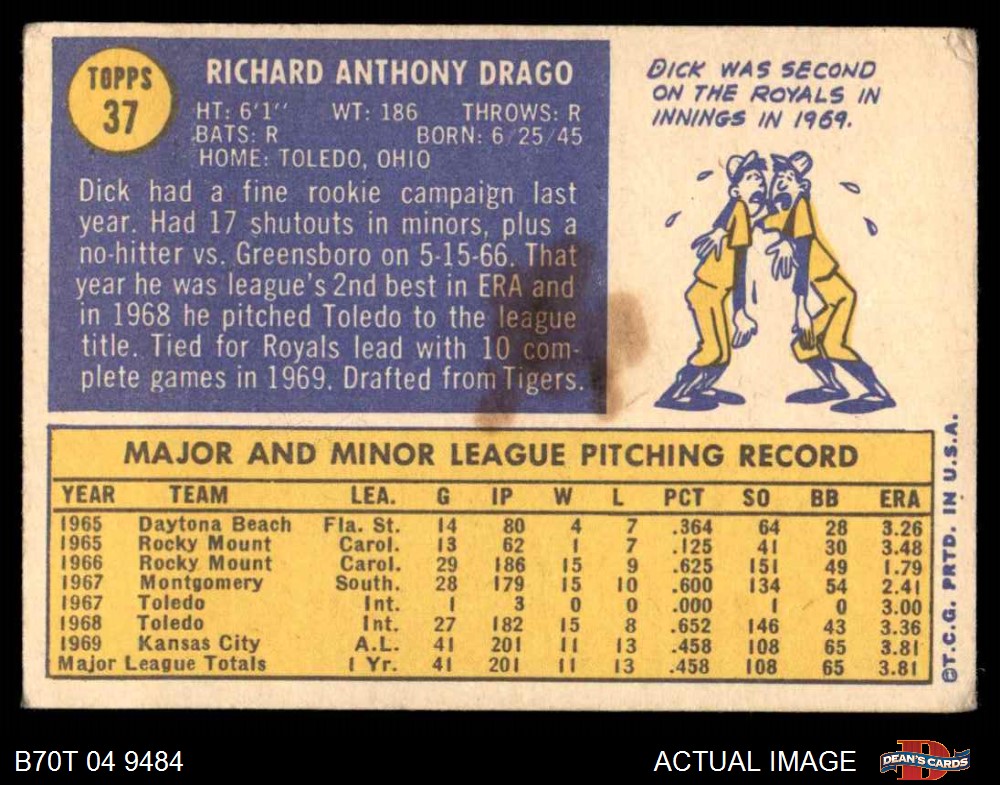 TOPPS
37
RICHARD ANTHONY DRAGO
HT: 6'1" WT: 186 THROWS: R
BATS: R BORN: 6/25/45
HOME: TOLEDO, OHIO
Dick had a fine rookie campaign last
year. Had 17 shutouts in minors, plus a
no-hitter vs. Greensboro on 5-15-66. That
year he was league's 2nd best in ERA and
in 1968 he pitched Toledo to the league
title. Tied for Royals lead with 10 com-
plete games in 1969. Drafted from Tigers.
DICK WAS SECOND
ON THE ROYALS IN
INNINGS IN 1969.
MAJOR AND MINOR LEAGUE PITCHING RECORD
YEAR TEAM LEA. G IP W L PCT SO BB ERA
1965 Daytona Beach Fla. St. 14 80 4 7 .364 64 28 3.26
1965 Rocky Mount Carol. 13 62 1 7 .125 41 30 3.48
1966 Rocky Mount Carol. 29 186 15 9 .625 151 49 1.79
1967 Montgomery South. 28 179 15 10 .600 134 54 2.41
1967 Toledo Int. 1 3 0 0 .000 1 0 3.00
1968 Toledo Int. 27 182 15 8 .652 146 43 3.36
1969 Kansas City A.L. 41 201 11 13 .458 108 65 3.81
Major League Totals 1 Yr. 41 201 11 13 .458 108 65 3.81
©T.C.G. PRTD. IN U.S.A.
B70T 04 9484
ACTUAL IMAGE
DEAN'S CARDS